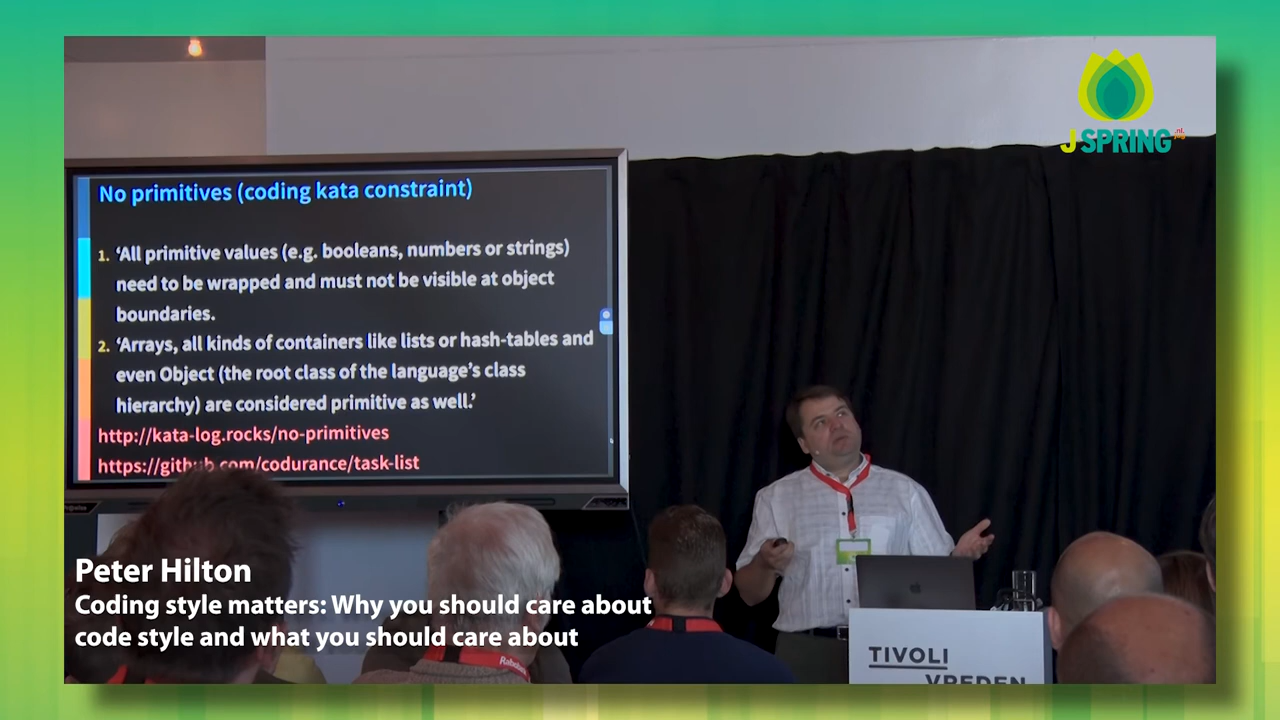 J SPRING
No primitives (coding kata constraint)
1. ‘All primitive values (e.g. booleans, numbers or strings)
need to be wrapped and must not be visible at object
boundaries.
2. ‘Arrays, all kinds of containers like lists or hash-tables and
even Object (the root class of the language’s class
hierarchy) are considered primitive as well.’
http://kata-log.rocks/no-primitives
https://github.com/codurance/task-list
Peter Hilton
Coding style matters: Why you should care about
code style and what you should care about
TIVOLI
VREDEN